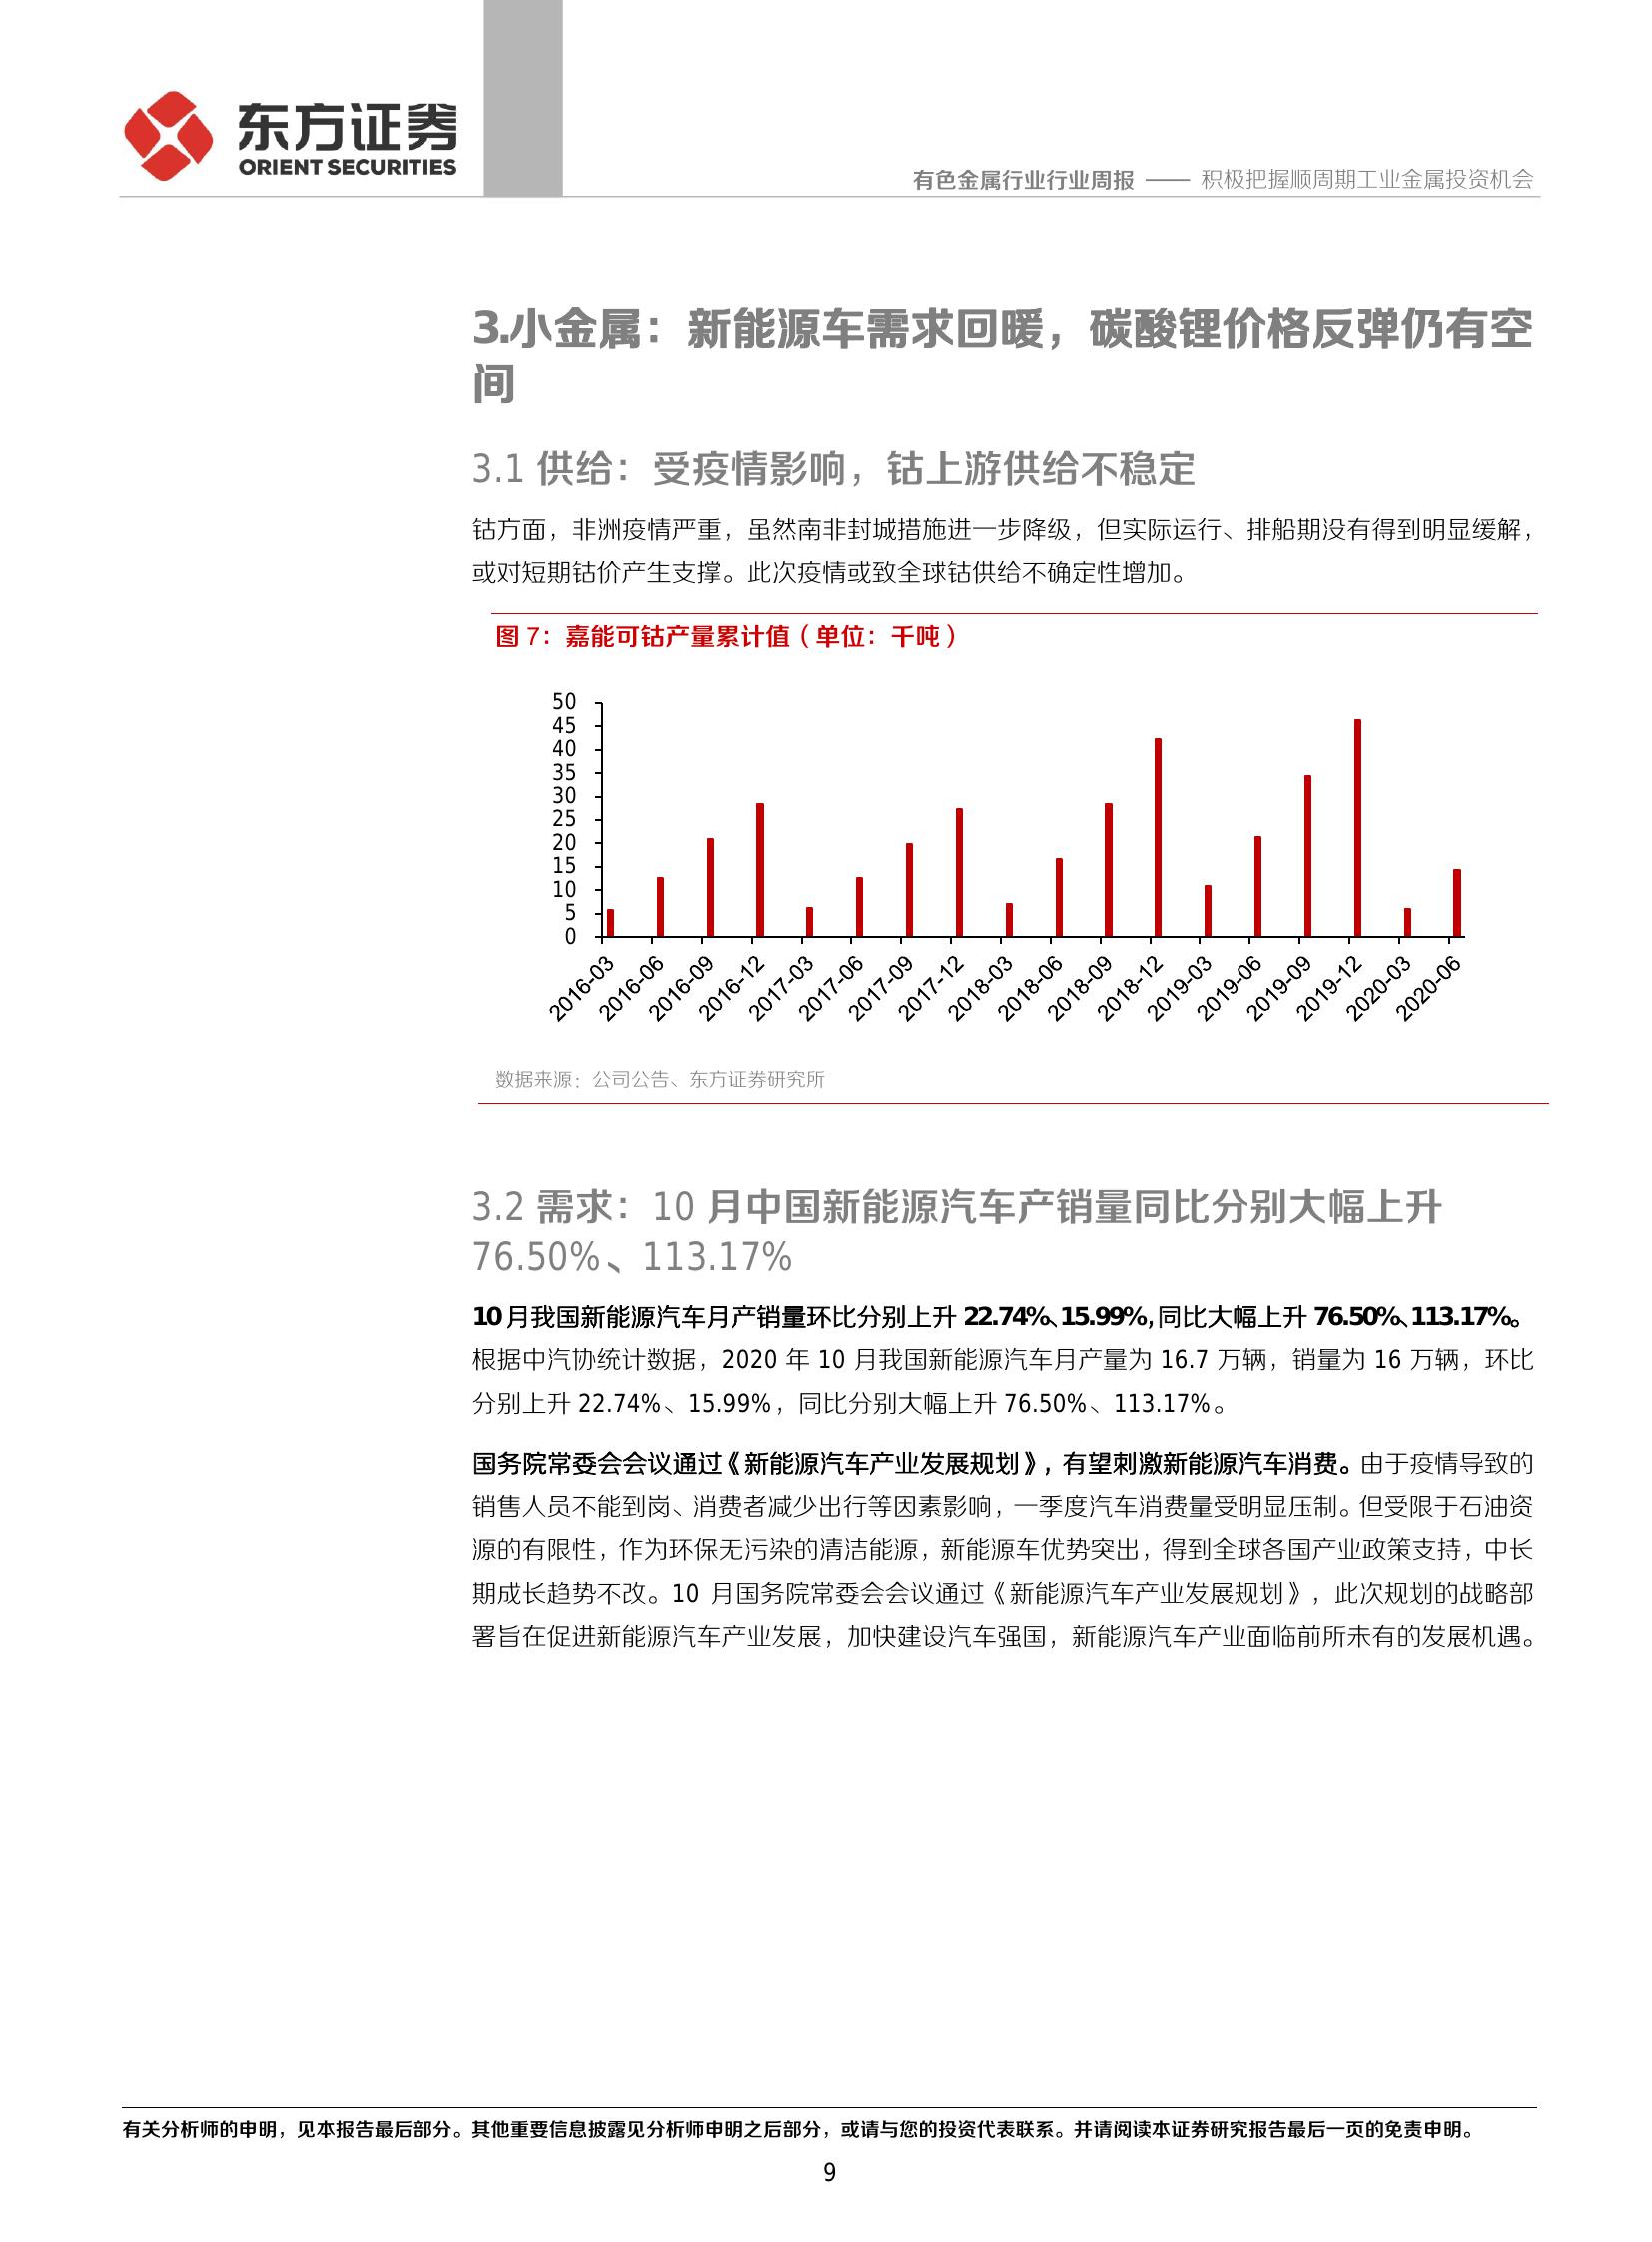 东方证券
ORIENT SECURITIES
有色金属行业行业周报 —— 积极把握顺周期工业金属投资机会
3.小金属：新能源车需求回暖，碳酸锂价格反弹仍有空
间
3.1 供给：受疫情影响，钴上游供给不稳定
钴方面，非洲疫情严重，虽然南非封城措施进一步降级，但实际运行、排船期没有得到明显缓解，
或对短期钴价产生支撑。此次疫情或致全球钴供给不确定性增加。
图 7：嘉能可钴产量累计值（单位：千吨）
50
45
40
35
30
25
20
15
10
5
0
2016-03
2016-06
2016-09
2016-12
2017-03
2017-06
2017-09
2017-12
2018-03
2018-06
2018-09
2018-12
2019-03
2019-06
2019-09
2019-12
2020-03
2020-06
数据来源：公司公告、东方证券研究所
3.2 需求：10 月中国新能源汽车产销量同比分别大幅上升
76.50%、113.17%
10 月我国新能源汽车月产销量环比分别上升 22.74%、15.99%，同比大幅上升 76.50%、113.17%。
根据中汽协统计数据，2020 年 10 月我国新能源汽车月产量为 16.7 万辆，销量为 16 万辆，环比
分别上升 22.74%、15.99%，同比分别大幅上升 76.50%、113.17%。
国务院常委会会议通过《新能源汽车产业发展规划》，有望刺激新能源汽车消费。由于疫情导致的
销售人员不能到岗、消费者减少出行等因素影响，一季度汽车消费量受明显压制。但受限于石油资
源的有限性，作为环保无污染的清洁能源，新能源车优势突出，得到全球各国产业政策支持，中长
期成长趋势不改。10 月国务院常委会会议通过《新能源汽车产业发展规划》，此次规划的战略部
署旨在促进新能源汽车产业发展，加快建设汽车强国，新能源汽车产业面临前所未有的发展机遇。
有关分析师的申明，见本报告最后部分。其他重要信息披露见分析师申明之后部分，或请与您的投资代表联系。并请阅读本证券研究报告最后一页的免责申明。
9